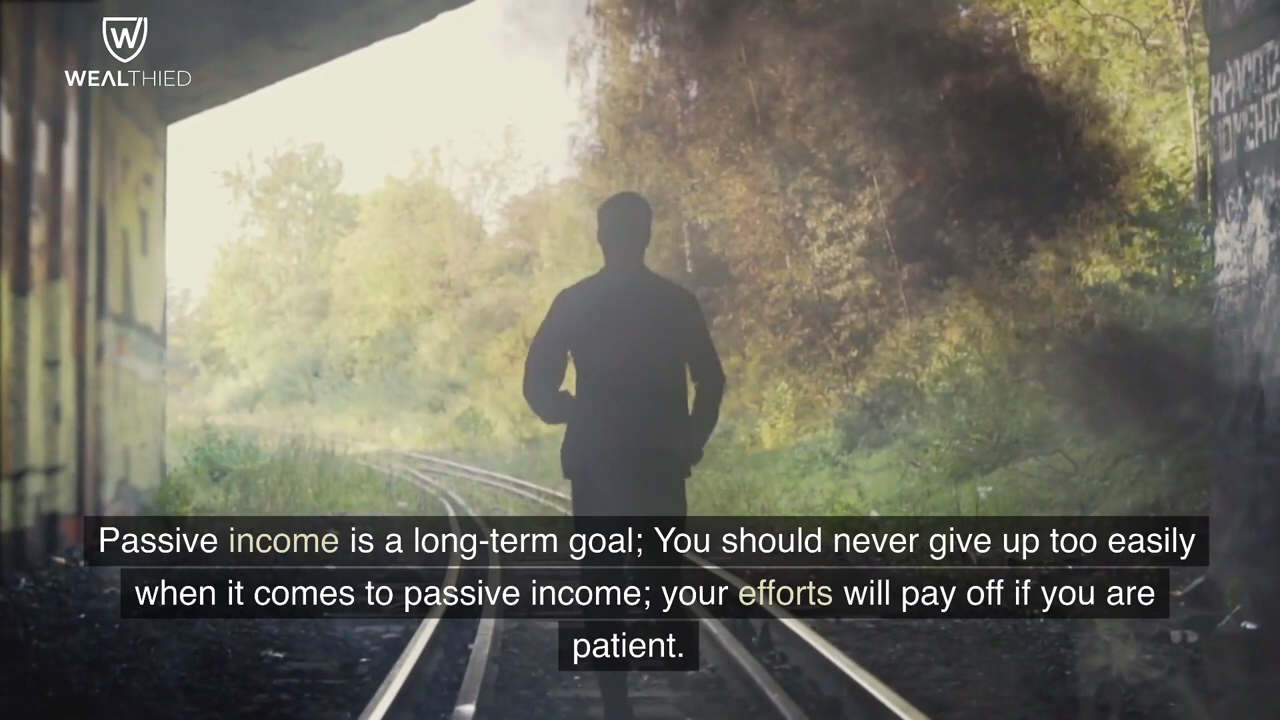 W
WEALTHIED
Passive income is a long-term goal; You should never give up too easily
when it comes to passive income; your efforts will pay off if you are
patient.